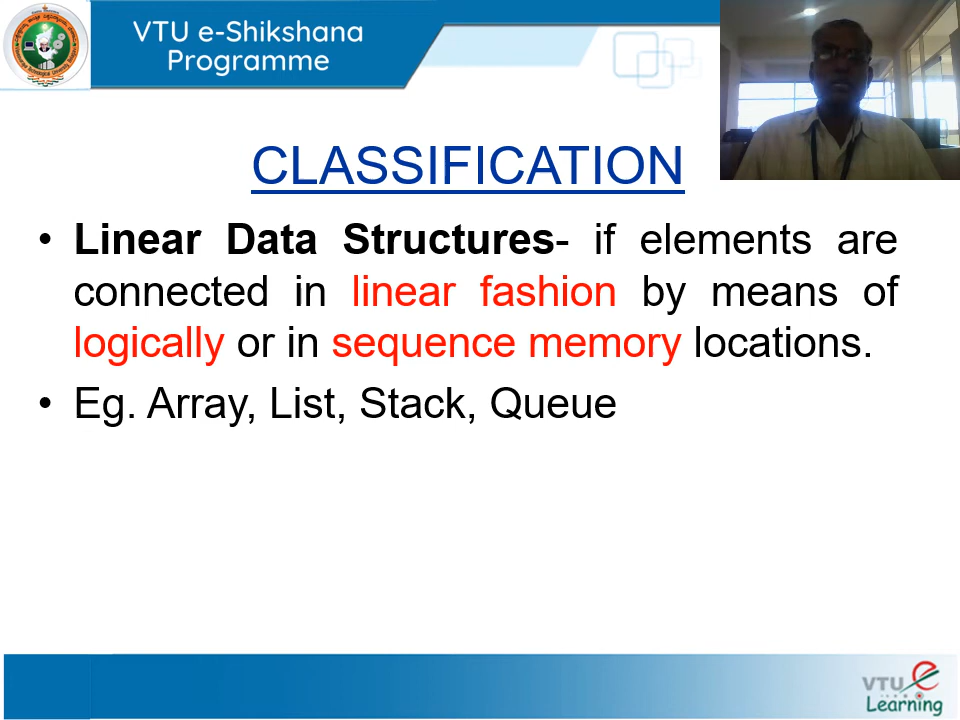 VTU e-Shikshana
Programme
CLASSIFICATION
• Linear Data Structures- if elements are
connected in linear fashion by means of
logically or in sequence memory locations.
• Eg. Array, List, Stack, Queue
VTU e
Learning